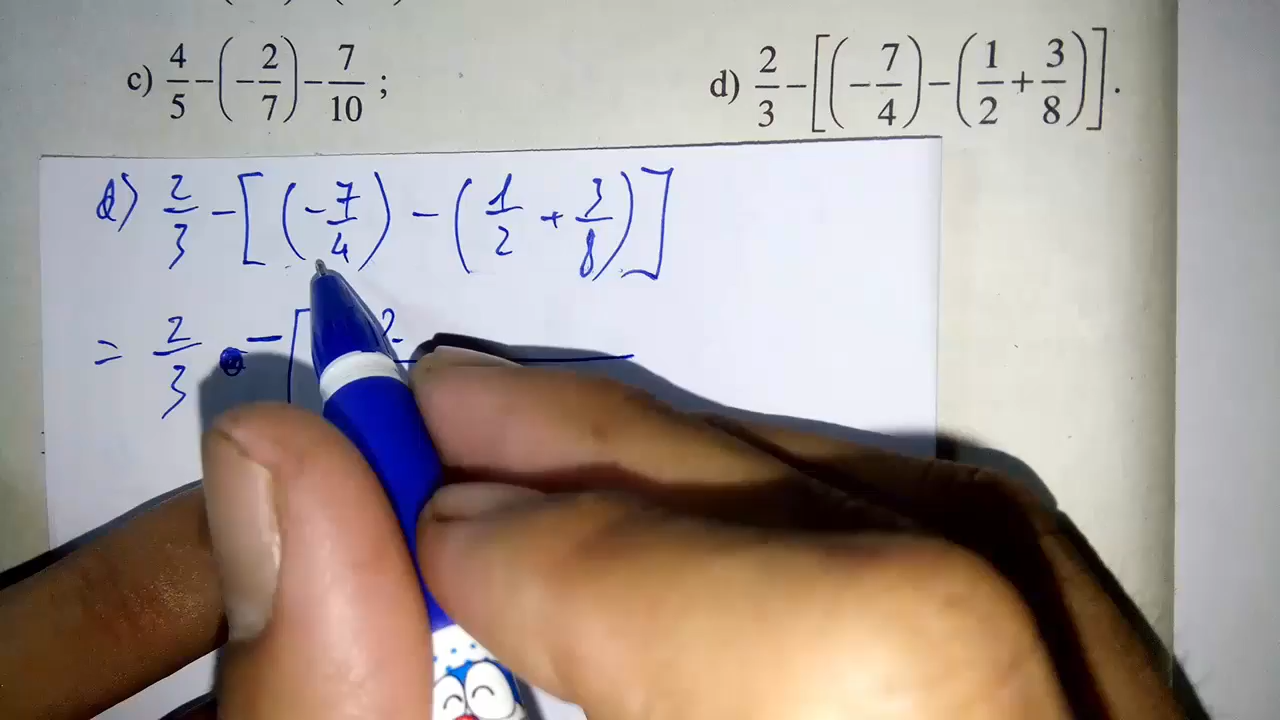 c) 4/5 − (− 2/7) − 7/10 ;
d) 2/3 − [(− 7/4) − (1/2 + 3/8)].
d) 2/3 − [(− 7/4) − (1/2 + 3/8)]
= 2/3 − [